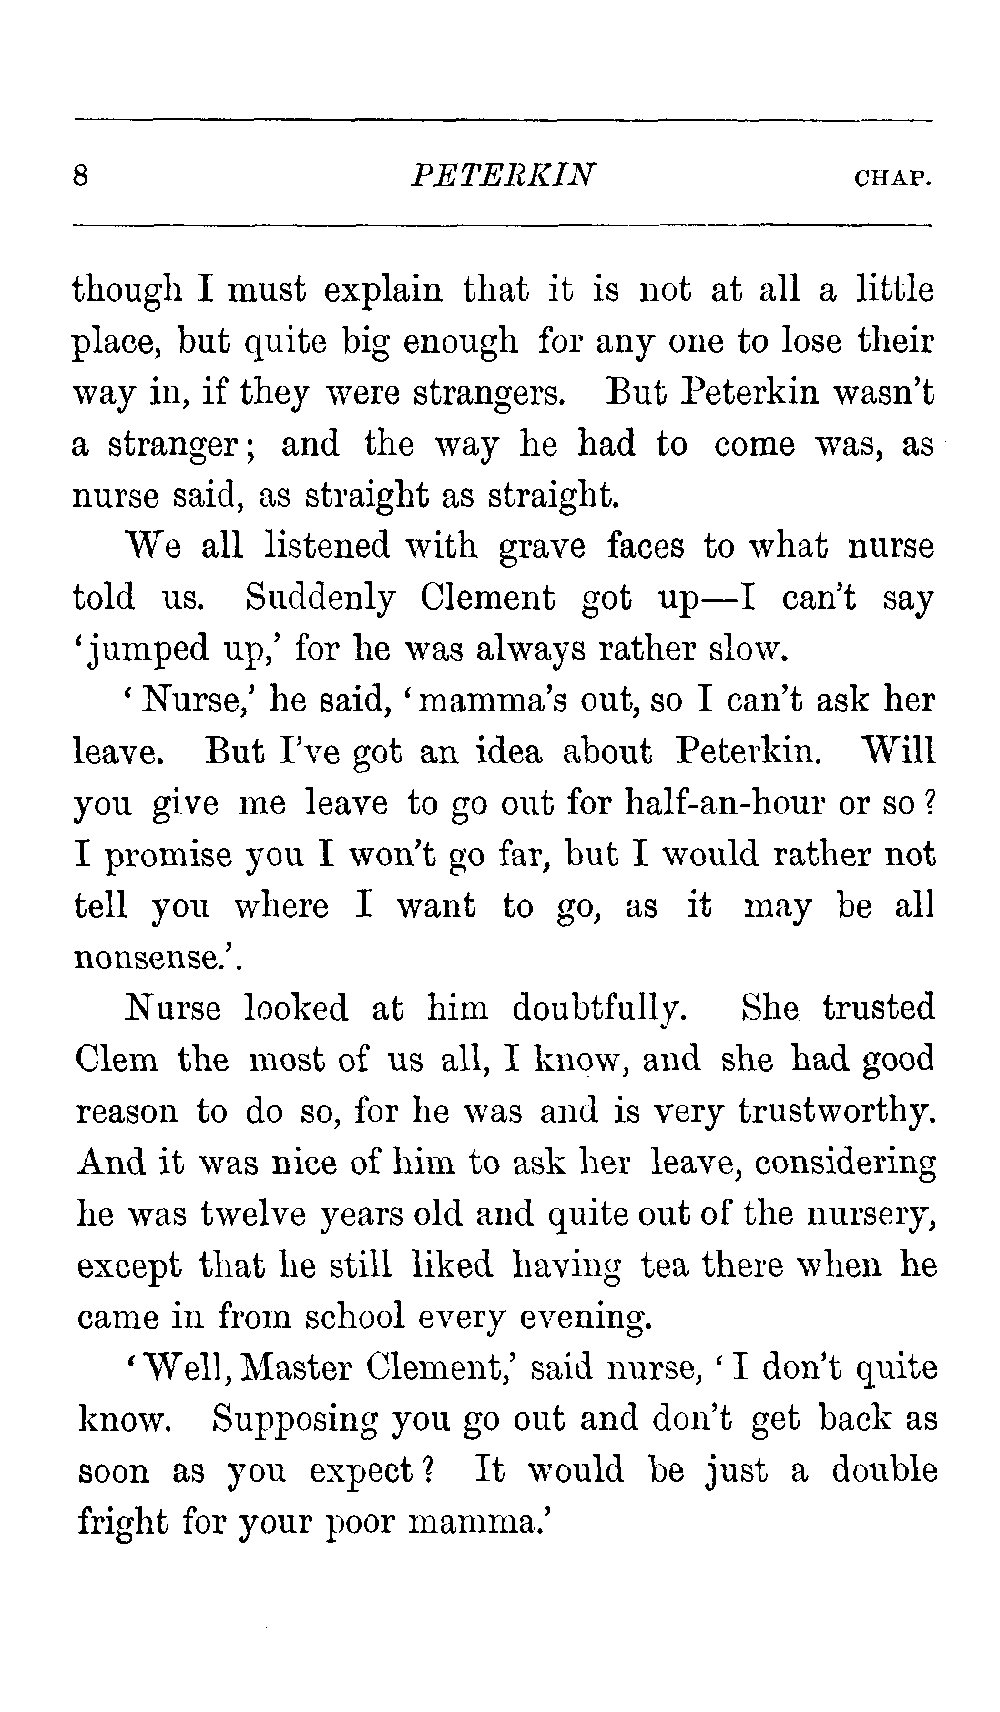 8 PETERKIN CHAP.
though I must explain that it is not at all a little
place, but quite big enough for any one to lose their
way in, if they were strangers. But Peterkin wasn't
a stranger; and the way he had to come was, as
nurse said, as straight as straight.
We all listened with grave faces to what nurse
told us. Suddenly Clement got up—I can't say
'jumped up,' for he was always rather slow.
'Nurse,' he said, 'mamma's out, so I can't ask her
leave. But I've got an idea about Peterkin. Will
you give me leave to go out for half-an-hour or so?
I promise you I won't go far, but I would rather not
tell you where I want to go, as it may be all
nonsense.'.
Nurse looked at him doubtfully. She trusted
Clem the most of us all, I know, and she had good
reason to do so, for he was and is very trustworthy.
And it was nice of him to ask her leave, considering
he was twelve years old and quite out of the nursery,
except that he still liked having tea there when he
came in from school every evening.
'Well, Master Clement,' said nurse, 'I don't quite
know. Supposing you go out and don't get back as
soon as you expect? It would be just a double
fright for your poor mamma.'